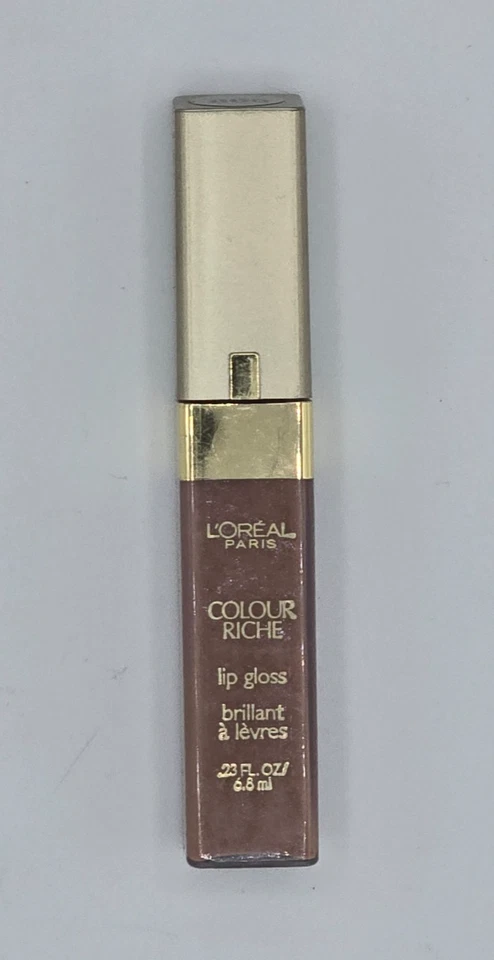 L'ORÉAL
PARIS
COLOUR
RICHE
lip gloss
brillant
à lèvres
.23 FL. OZ/
6.8 ml